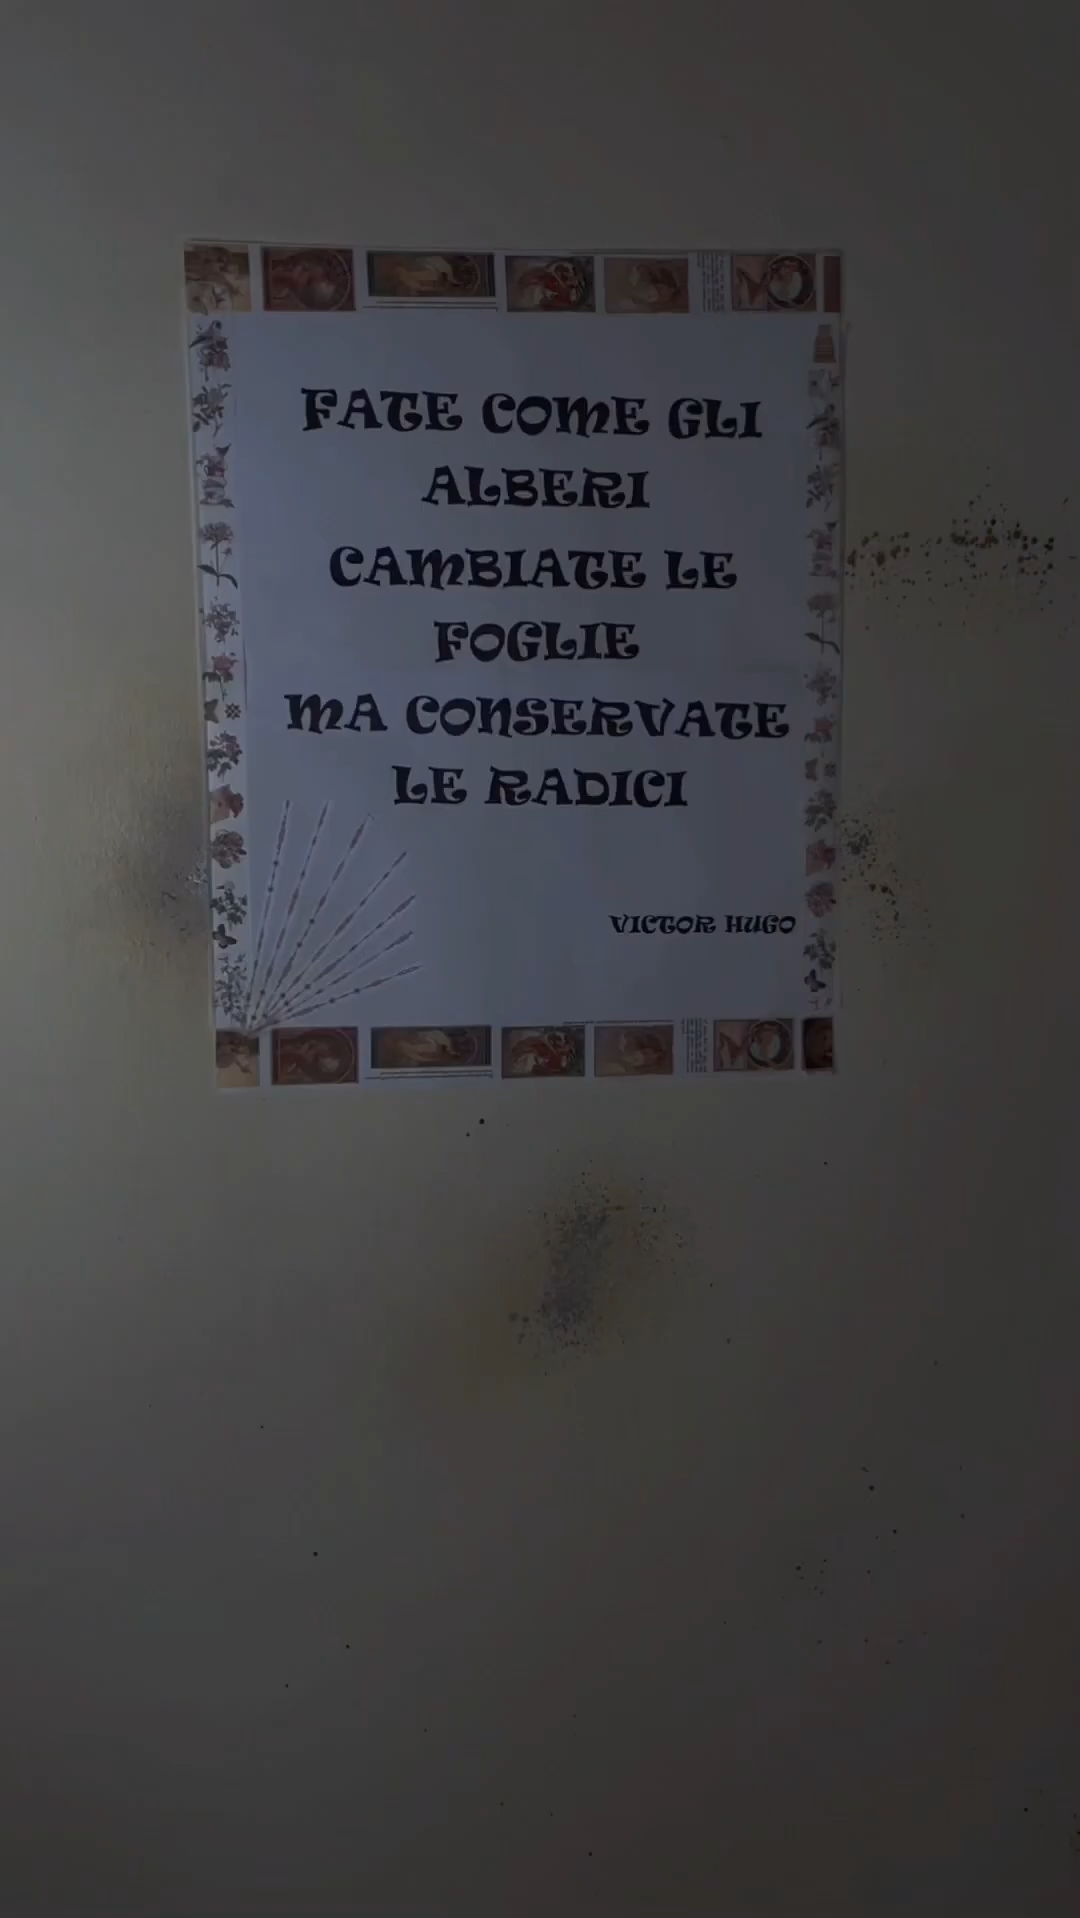 FATE COME GLI
ALBERI
CAMBIATE LE
FOGLIE
MA CONSERVATE
LE RADICI
VICTOR HUGO